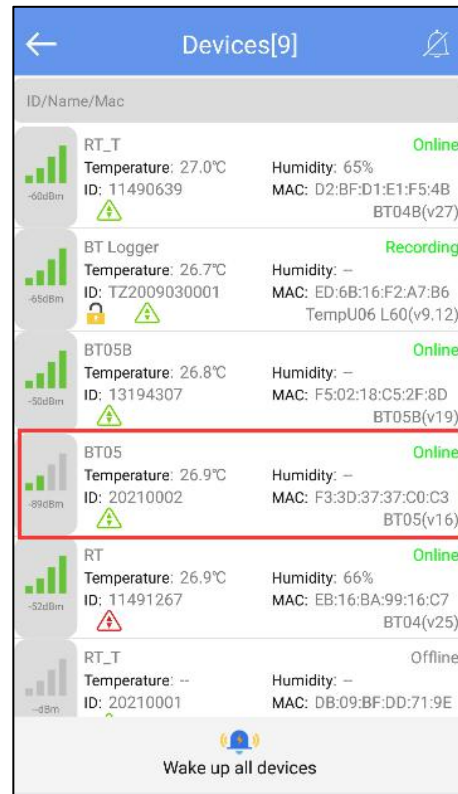 Devices[9]
ID/Name/Mac
RT_T Online
Temperature: 27.0℃ Humidity: 65%
-60dBm ID: 11490639 MAC: D2:BF:D1:E1:F5:4B
BT04B(v27)
BT Logger Recording
Temperature: 26.7℃ Humidity: --
-65dBm ID: TZ2009030001 MAC: ED:6B:16:F2:A7:B6
TempU06 L60(v9.12)
BT05B Online
Temperature: 26.8℃ Humidity: --
-50dBm ID: 13194307 MAC: F5:02:18:C5:2F:8D
BT05B(v19)
BT05 Online
Temperature: 26.9℃ Humidity: --
-89dBm ID: 20210002 MAC: F3:3D:37:37:C0:C3
BT05(v16)
RT Online
Temperature: 26.9℃ Humidity: 66%
-52dBm ID: 11491267 MAC: EB:16:BA:99:16:C7
BT04(v25)
RT_T Offline
Temperature: -- Humidity: --
--dBm ID: 20210001 MAC: DB:09:BF:DD:71:9E
Wake up all devices